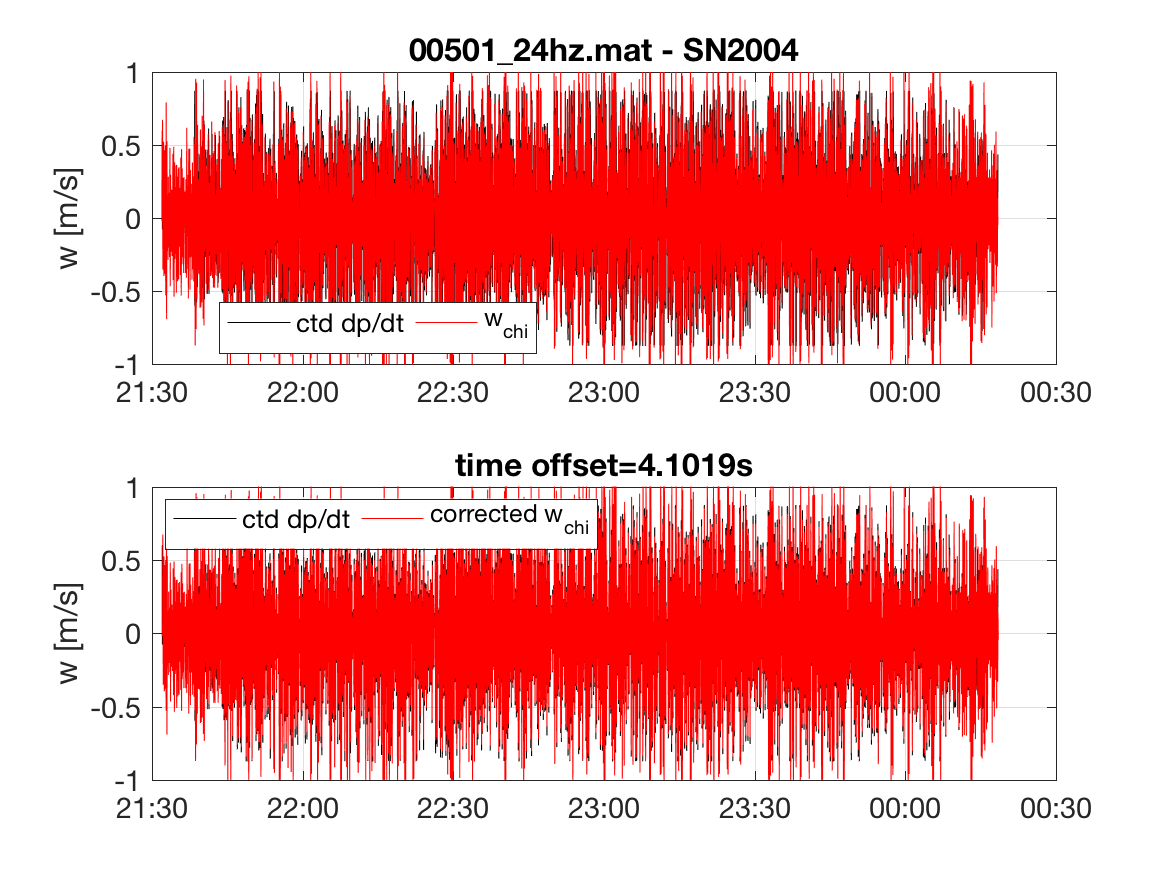 00501_24hz.mat - SN2004
1
0.5
0
-0.5
-1
w [m/s]
ctd dp/dt w_chi
21:30 22:00 22:30 23:00 23:30 00:00 00:30
time offset=4.1019s
1
0.5
0
-0.5
-1
w [m/s]
ctd dp/dt corrected w_chi
21:30 22:00 22:30 23:00 23:30 00:00 00:30